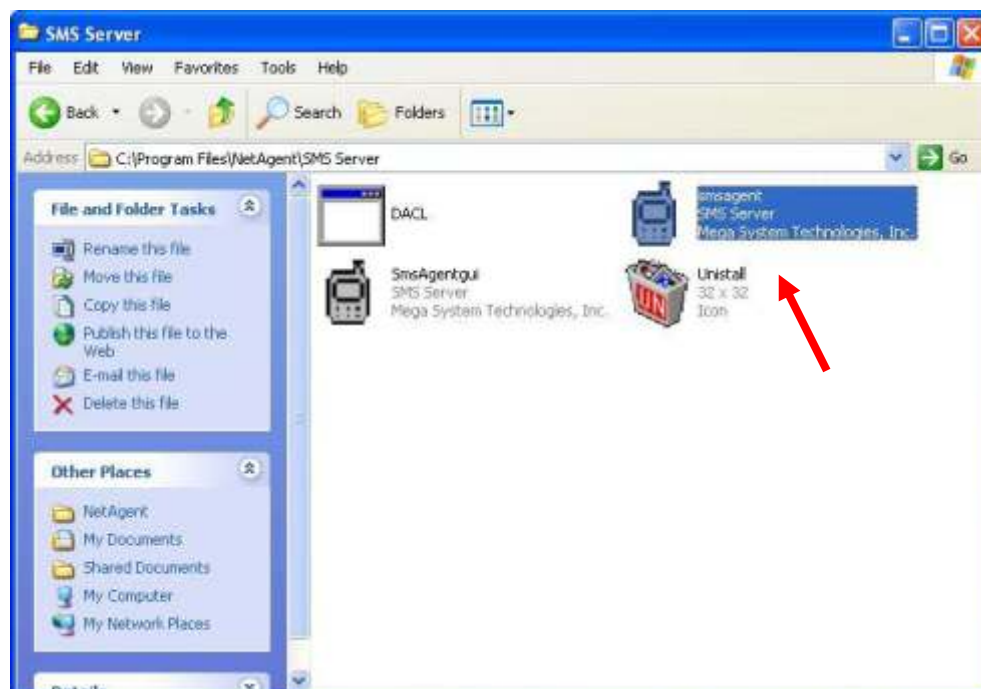 SMS Server
File Edit View Favorites Tools Help
Back Search Folders
Address C:\Program Files\NetAgent\SMS Server Go
File and Folder Tasks
Rename this file
Move this file
Copy this file
Publish this file to the
Web
E-mail this file
Delete this file
Other Places
NetAgent
My Documents
Shared Documents
My Computer
My Network Places
Details
DACL
smsagent
SMS Server
Mega System Technologies, Inc.
SmsAgentgui
SMS Server
Mega System Technologies, Inc.
Unistall
32 x 32
Icon
UN